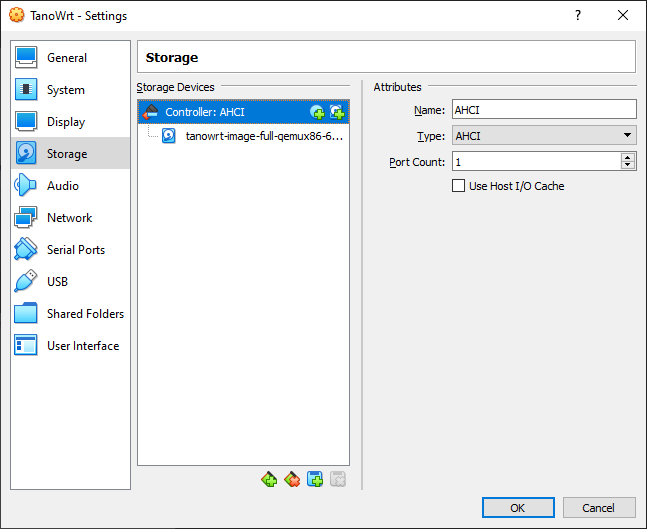 TanoWrt - Settings
?
General
System
Display
Storage
Audio
Network
Serial Ports
USB
Shared Folders
User Interface
Storage
Storage Devices
Controller: AHCI
tanowrt-image-full-qemux86-6...
Attributes
Name: AHCI
Type: AHCI
Port Count: 1
Use Host I/O Cache
OK
Cancel